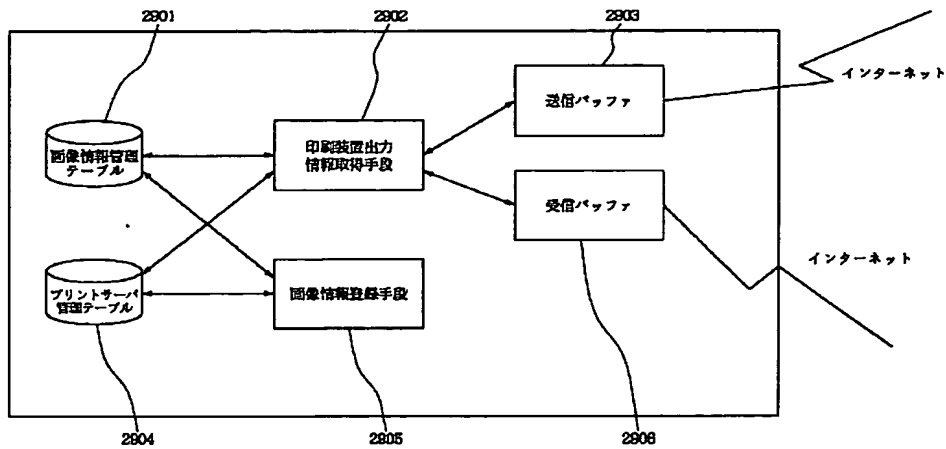 2901
2902
2903
インターネット
送信バッファ
印刷装置出力
情報取得手段
画像情報管理
テーブル
受信バッファ
インターネット
プリントサーバ
管理テーブル
画像情報登録手段
2904
2905
2906